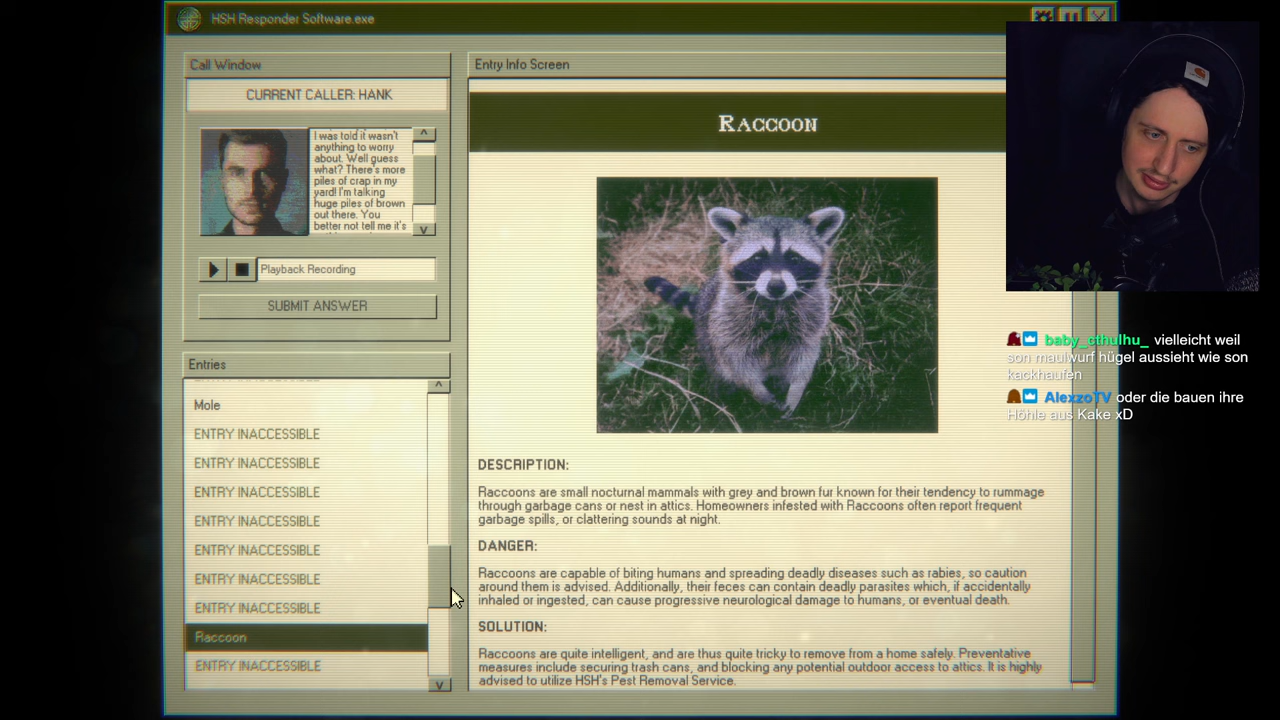 HSH Responder Software.exe
Call Window
CURRENT CALLER: HANK
I was told it wasn't
anything to worry
about. Well guess
what? There's more
piles of crap in my
yard! I'm talking
huge piles of brown
out there. You
better not tell me it's
Playback Recording
SUBMIT ANSWER
Entries
Mole
ENTRY INACCESSIBLE
ENTRY INACCESSIBLE
ENTRY INACCESSIBLE
ENTRY INACCESSIBLE
ENTRY INACCESSIBLE
ENTRY INACCESSIBLE
ENTRY INACCESSIBLE
Raccoon
ENTRY INACCESSIBLE
Entry Info Screen
RACCOON
DESCRIPTION:
Raccoons are small nocturnal mammals with grey and brown fur known for their tendency to rummage
through garbage cans or nest in attics. Homeowners infested with Raccoons often report frequent
garbage spills, or clattering sounds at night.
DANGER:
Raccoons are capable of biting humans and spreading deadly diseases such as rabies, so caution
around them is advised. Additionally, their feces can contain deadly parasites which, if accidentally
inhaled or ingested, can cause progressive neurological damage to humans, or eventual death.
SOLUTION:
Raccoons are quite intelligent, and are thus quite tricky to remove from a home safely. Preventative
measures include securing trash cans, and blocking any potential outdoor access to attics. It is highly
advised to utilize HSH's Pest Removal Service.
baby_cthulhu_ vielleicht weil
son maulwurf hügel aussieht wie son
kackhaufen
AlexzoTV oder die bauen ihre
Höhle aus Kake xD